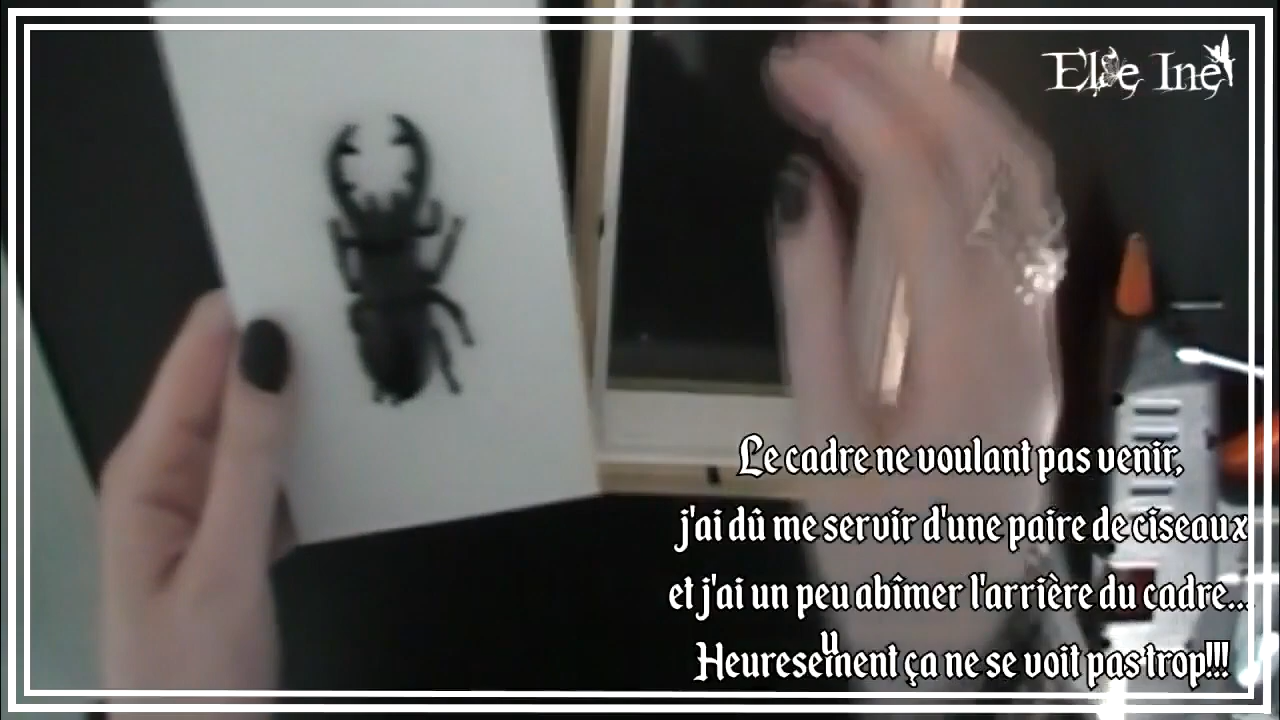 Else Ine
Le cadre ne voulant pas venir,
j'ai dû me servir d'une paire de ciseaux
et j'ai un peu abîmer l'arrière du cadre...
u
Heuresement ça ne se voit pas trop!!!